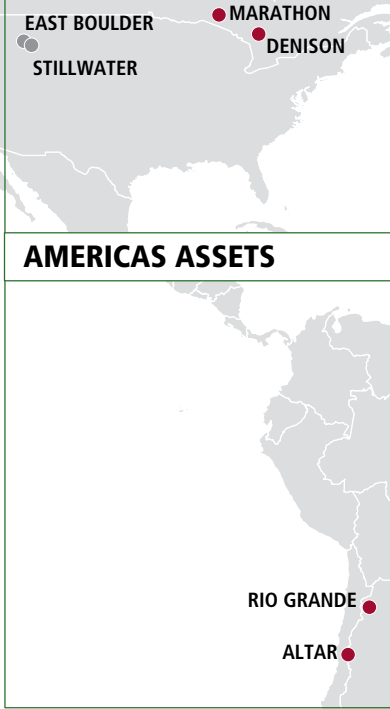 EAST BOULDER
MARATHON
DENISON
STILLWATER
AMERICAS ASSETS
RIO GRANDE
ALTAR